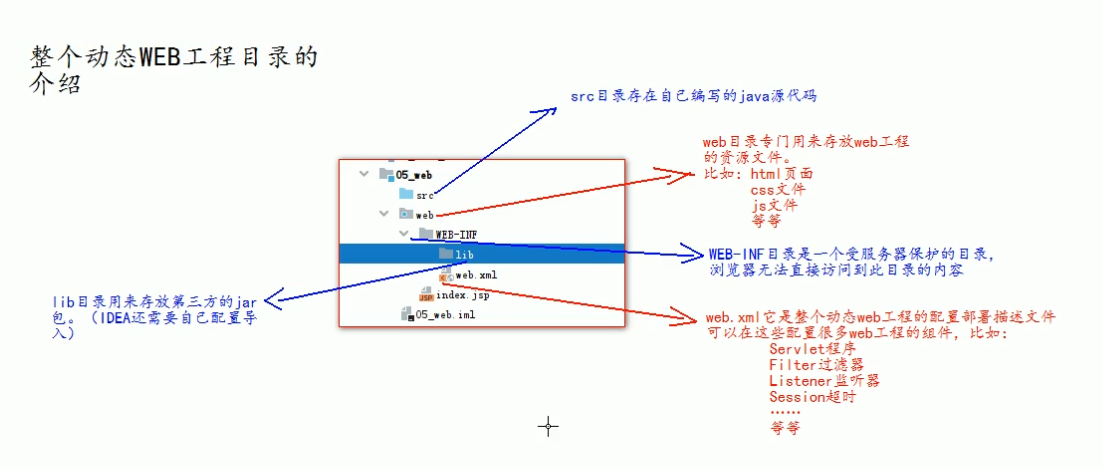 整个动态WEB工程目录的
介绍
src目录存在自己编写的java源代码
web目录专门用来存放web工程
的资源文件。
比如: html页面
css文件
js文件
等等
05_web
src
web
WEB-INF
lib
web.xml
index.jsp
05_web.iml
WEB-INF目录是一个受服务器保护的目录,
浏览器无法直接访问到此目录的内容
lib目录用来存放第三方的jar
包。（IDEA还需要自己配置导
入）
web.xml它是整个动态web工程的配置部署描述文件
可以在这些配置很多web工程的组件, 比如:
Servlet程序
Filter过滤器
Listener监听器
Session超时
……
等等